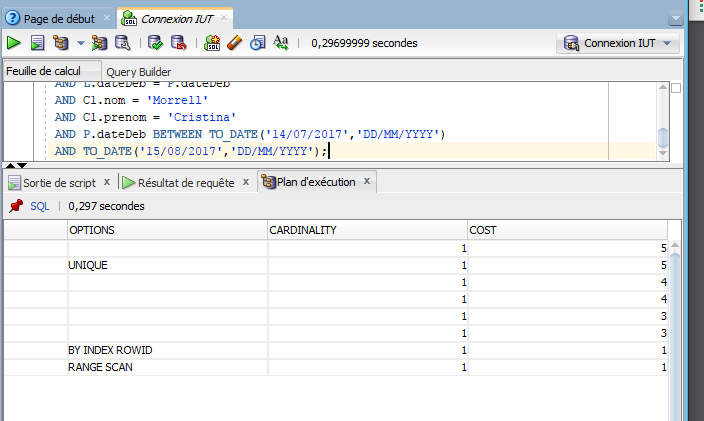 Page de début
Connexion IUT
0,29699999 secondes
Connexion IUT
Feuille de calcul
Query Builder
AND L.dateDeb = P.dateDeb
AND Cl.nom = 'Morrell'
AND Cl.prenom = 'Cristina'
AND P.dateDeb BETWEEN TO_DATE('14/07/2017','DD/MM/YYYY')
AND TO_DATE('15/08/2017','DD/MM/YYYY');
Sortie de script x
Résultat de requête x
Plan d'exécution x
SQL | 0,297 secondes
OPTIONS CARDINALITY COST
1 5
UNIQUE 1 5
1 4
1 4
1 3
1 3
BY INDEX ROWID 1 1
RANGE SCAN 1 1